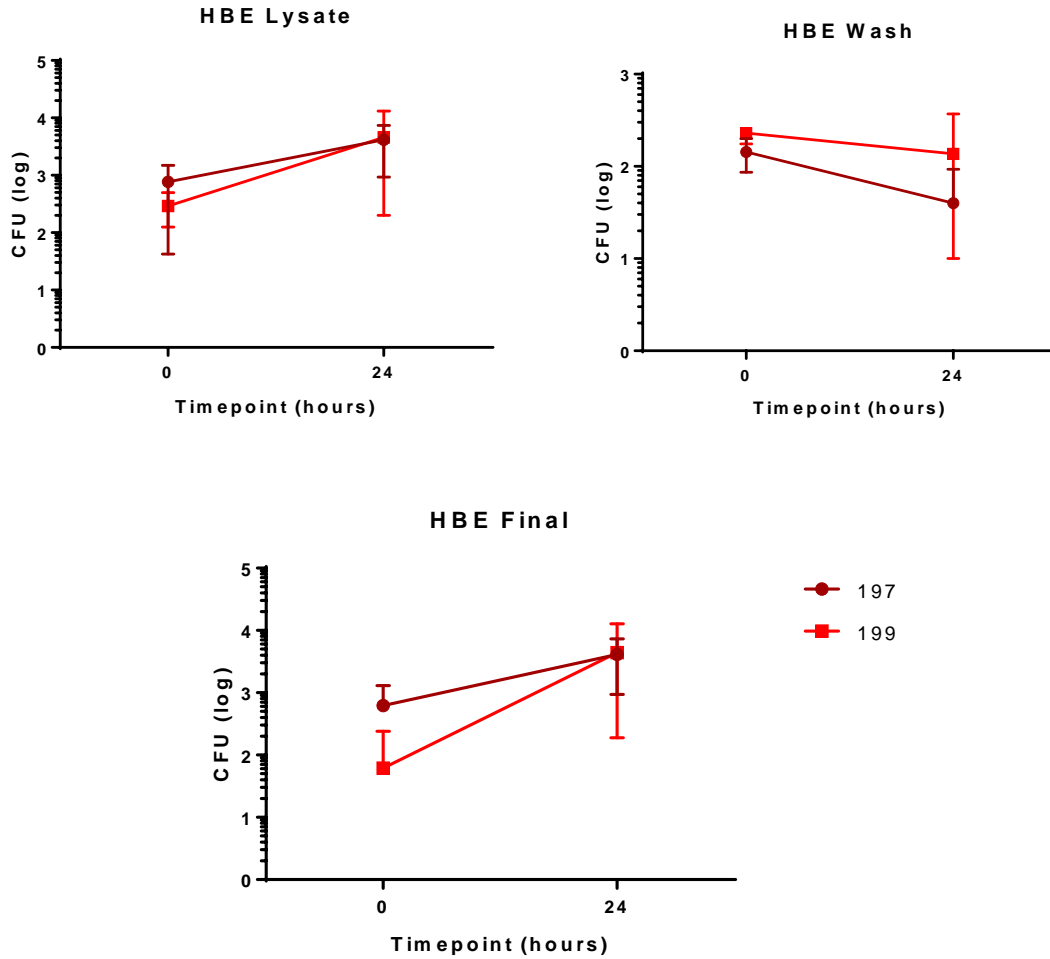 HBE Lysate
5
4
3
2
1
0
CFU (log)
0
24
Timepoint (hours)
HBE Wash
3
2
1
0
CFU (log)
0
24
Timepoint (hours)
HBE Final
5
4
3
2
1
0
CFU (log)
0
24
Timepoint (hours)
197
199